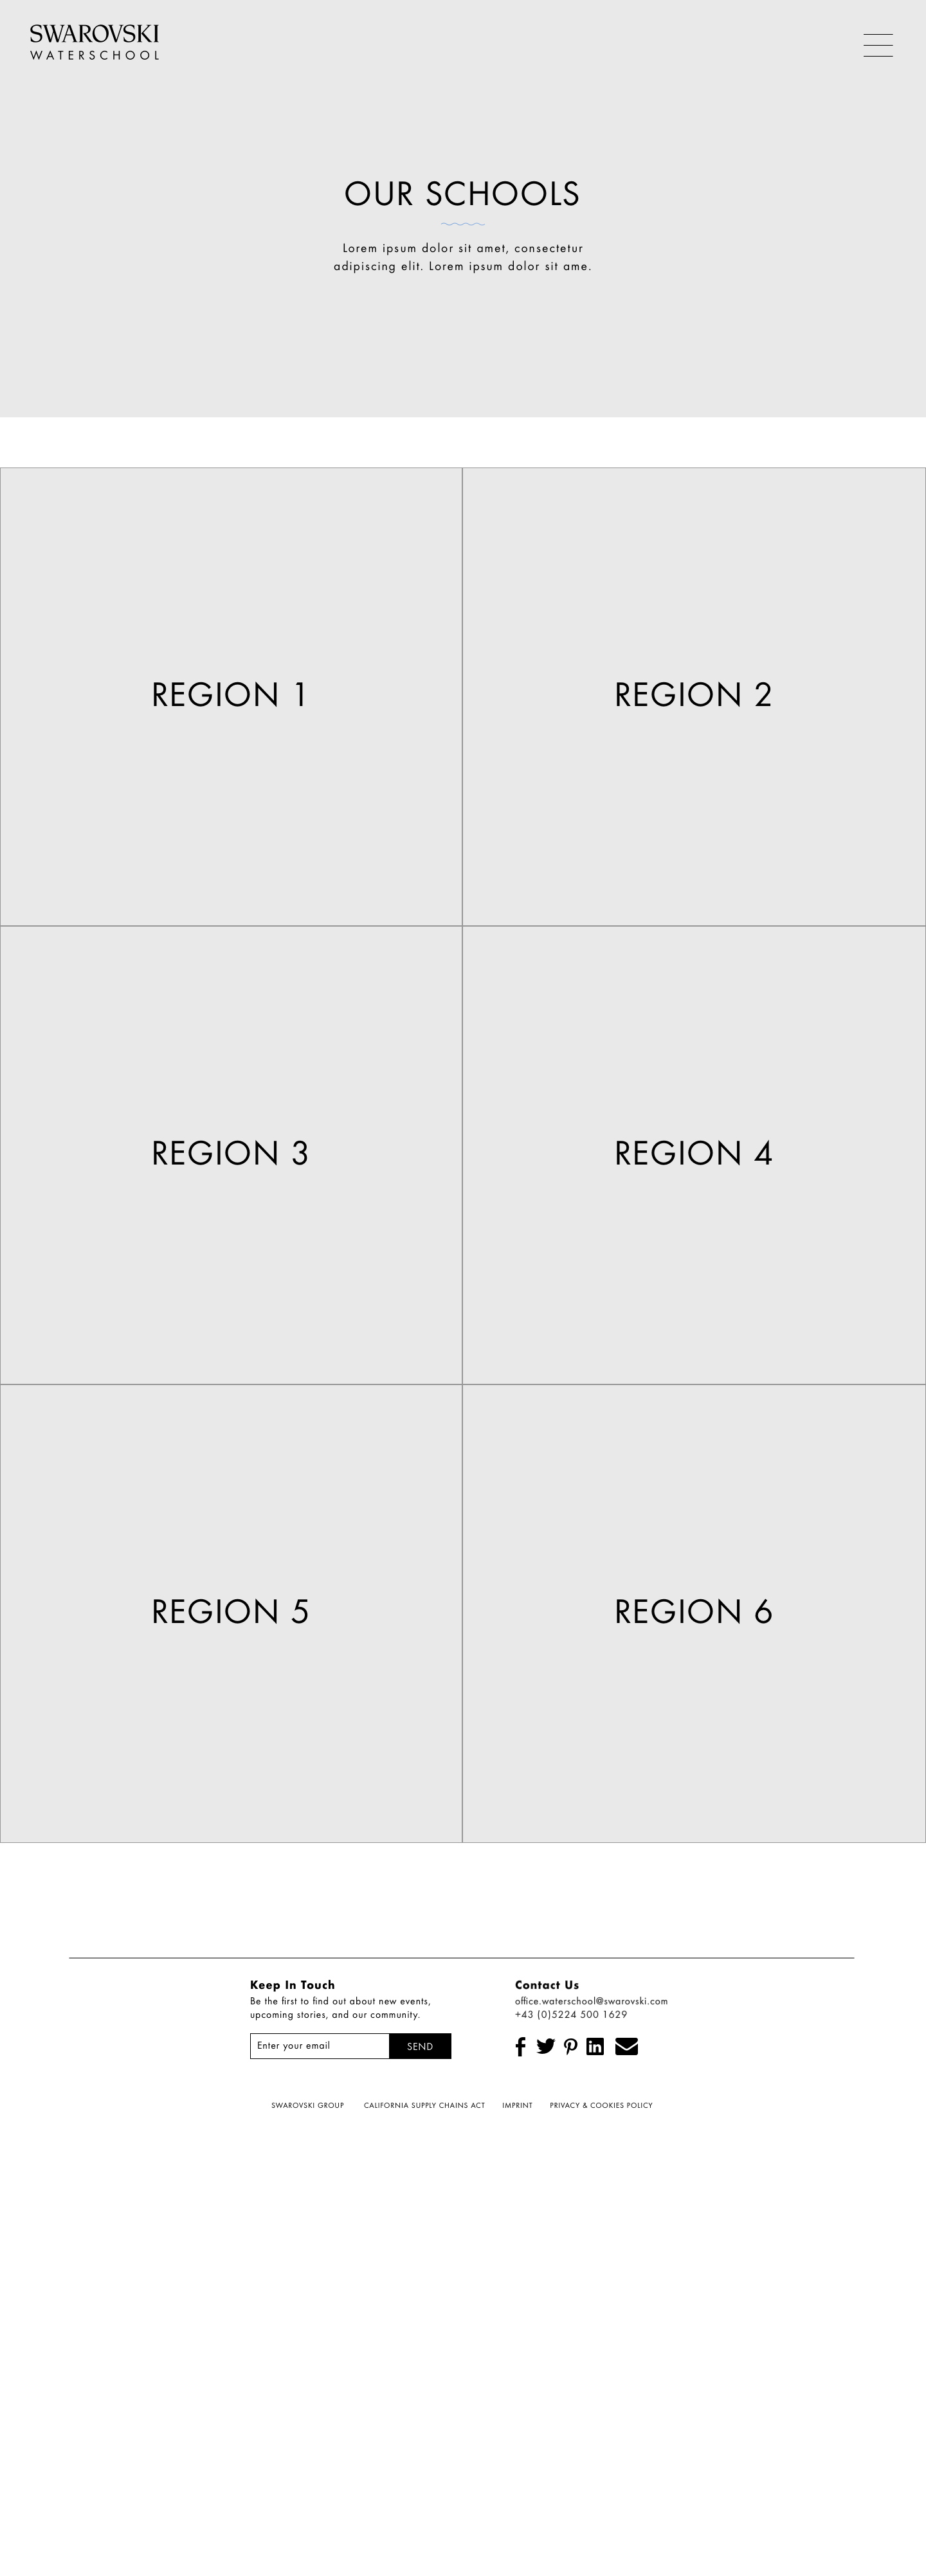 SWAROVSKI
WATERSCHOOL
OUR SCHOOLS
Lorem ipsum dolor sit amet, consectetur
adipiscing elit. Lorem ipsum dolor sit ame.
REGION 1
REGION 2
REGION 3
REGION 4
REGION 5
REGION 6
Keep In Touch
Be the first to find out about new events,
upcoming stories, and our community.
Enter your email
SEND
Contact Us
office.waterschool@swarovski.com
+43 (0)5224 500 1629
SWAROVSKI GROUP
CALIFORNIA SUPPLY CHAINS ACT
IMPRINT
PRIVACY & COOKIES POLICY